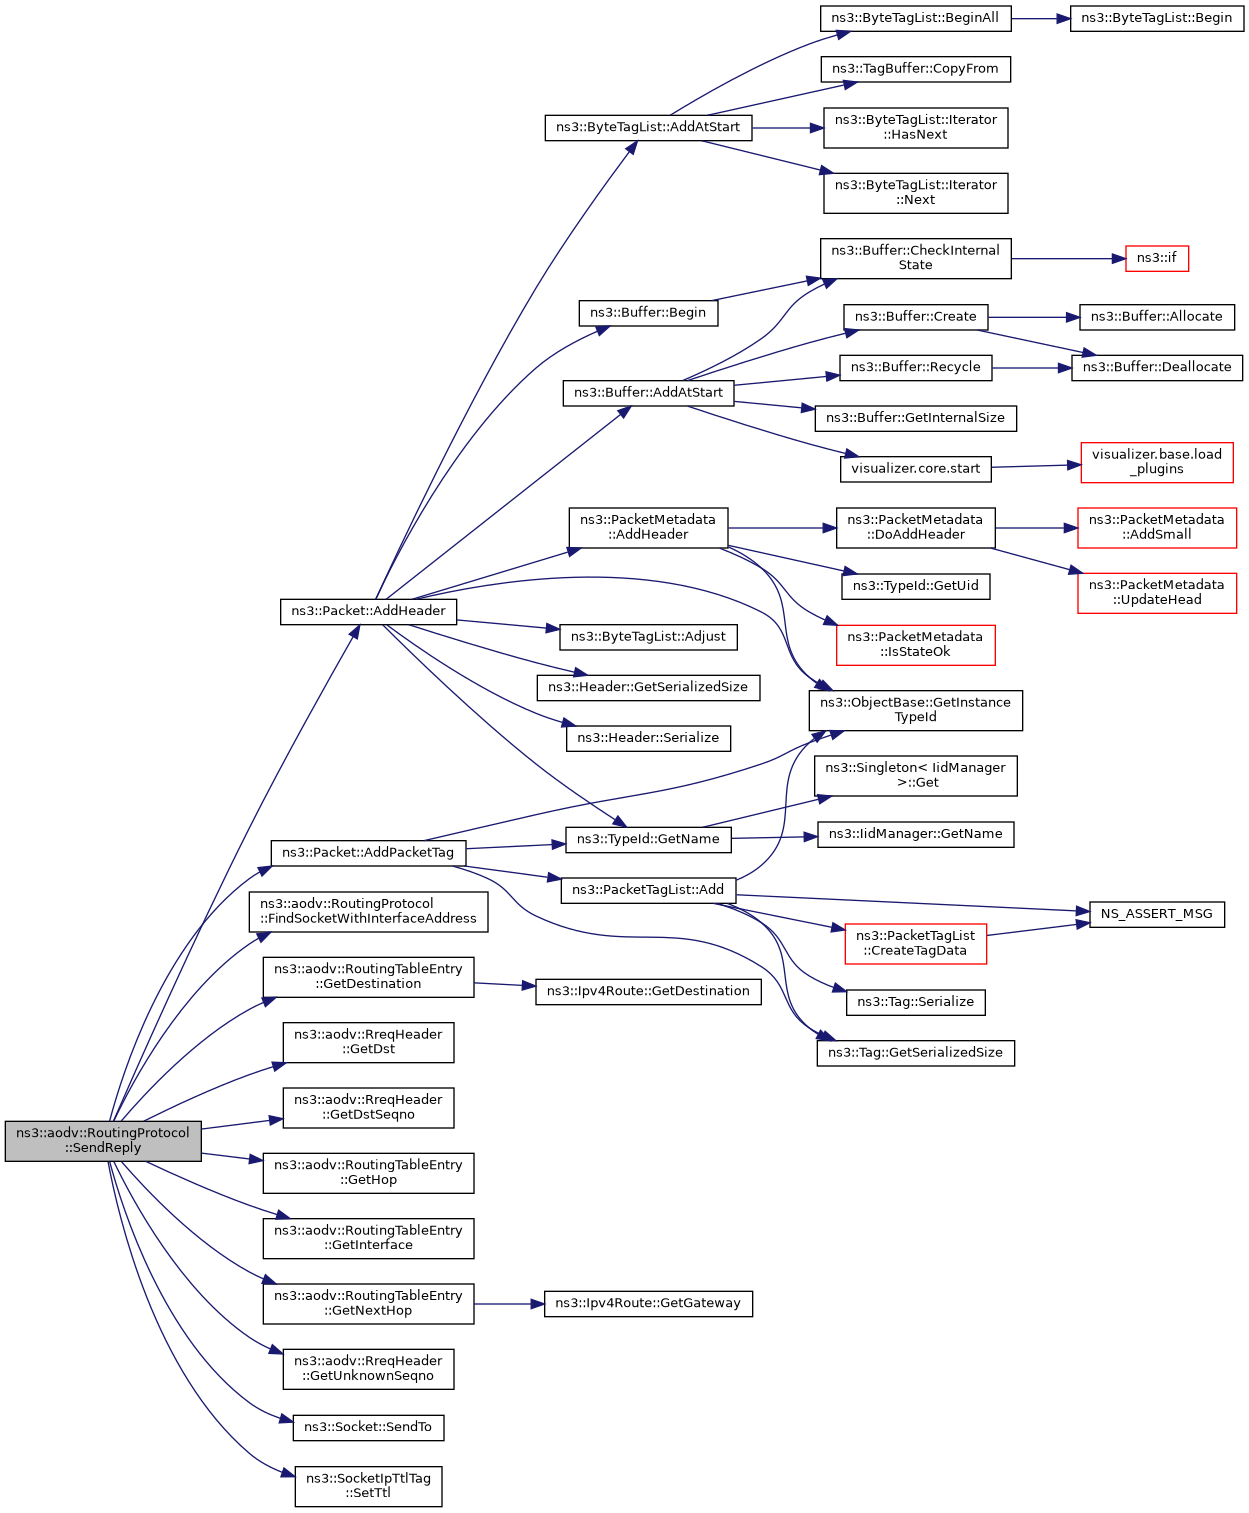 ns3::ByteTagList::BeginAll
ns3::ByteTagList::Begin
ns3::TagBuffer::CopyFrom
ns3::ByteTagList::AddAtStart
ns3::ByteTagList::Iterator
::HasNext
ns3::ByteTagList::Iterator
::Next
ns3::Buffer::CheckInternal
State
ns3::if
ns3::Buffer::Begin
ns3::Buffer::Create
ns3::Buffer::Allocate
ns3::Buffer::Recycle
ns3::Buffer::Deallocate
ns3::Buffer::AddAtStart
ns3::Buffer::GetInternalSize
visualizer.core.start
visualizer.base.load
_plugins
ns3::PacketMetadata
::AddHeader
ns3::PacketMetadata
::DoAddHeader
ns3::PacketMetadata
::AddSmall
ns3::TypeId::GetUid
ns3::PacketMetadata
::UpdateHead
ns3::Packet::AddHeader
ns3::ByteTagList::Adjust
ns3::PacketMetadata
::IsStateOk
ns3::Header::GetSerializedSize
ns3::ObjectBase::GetInstance
TypeId
ns3::Header::Serialize
ns3::Singleton< IidManager
>::Get
ns3::TypeId::GetName
ns3::IidManager::GetName
ns3::Packet::AddPacketTag
ns3::PacketTagList::Add
NS_ASSERT_MSG
ns3::aodv::RoutingProtocol
::FindSocketWithInterfaceAddress
ns3::PacketTagList
::CreateTagData
ns3::aodv::RoutingTableEntry
::GetDestination
ns3::Ipv4Route::GetDestination
ns3::Tag::Serialize
ns3::aodv::RreqHeader
::GetDst
ns3::Tag::GetSerializedSize
ns3::aodv::RreqHeader
::GetDstSeqno
ns3::aodv::RoutingProtocol
::SendReply
ns3::aodv::RoutingTableEntry
::GetHop
ns3::aodv::RoutingTableEntry
::GetInterface
ns3::aodv::RoutingTableEntry
::GetNextHop
ns3::Ipv4Route::GetGateway
ns3::aodv::RreqHeader
::GetUnknownSeqno
ns3::Socket::SendTo
ns3::SocketIpTtlTag
::SetTtl